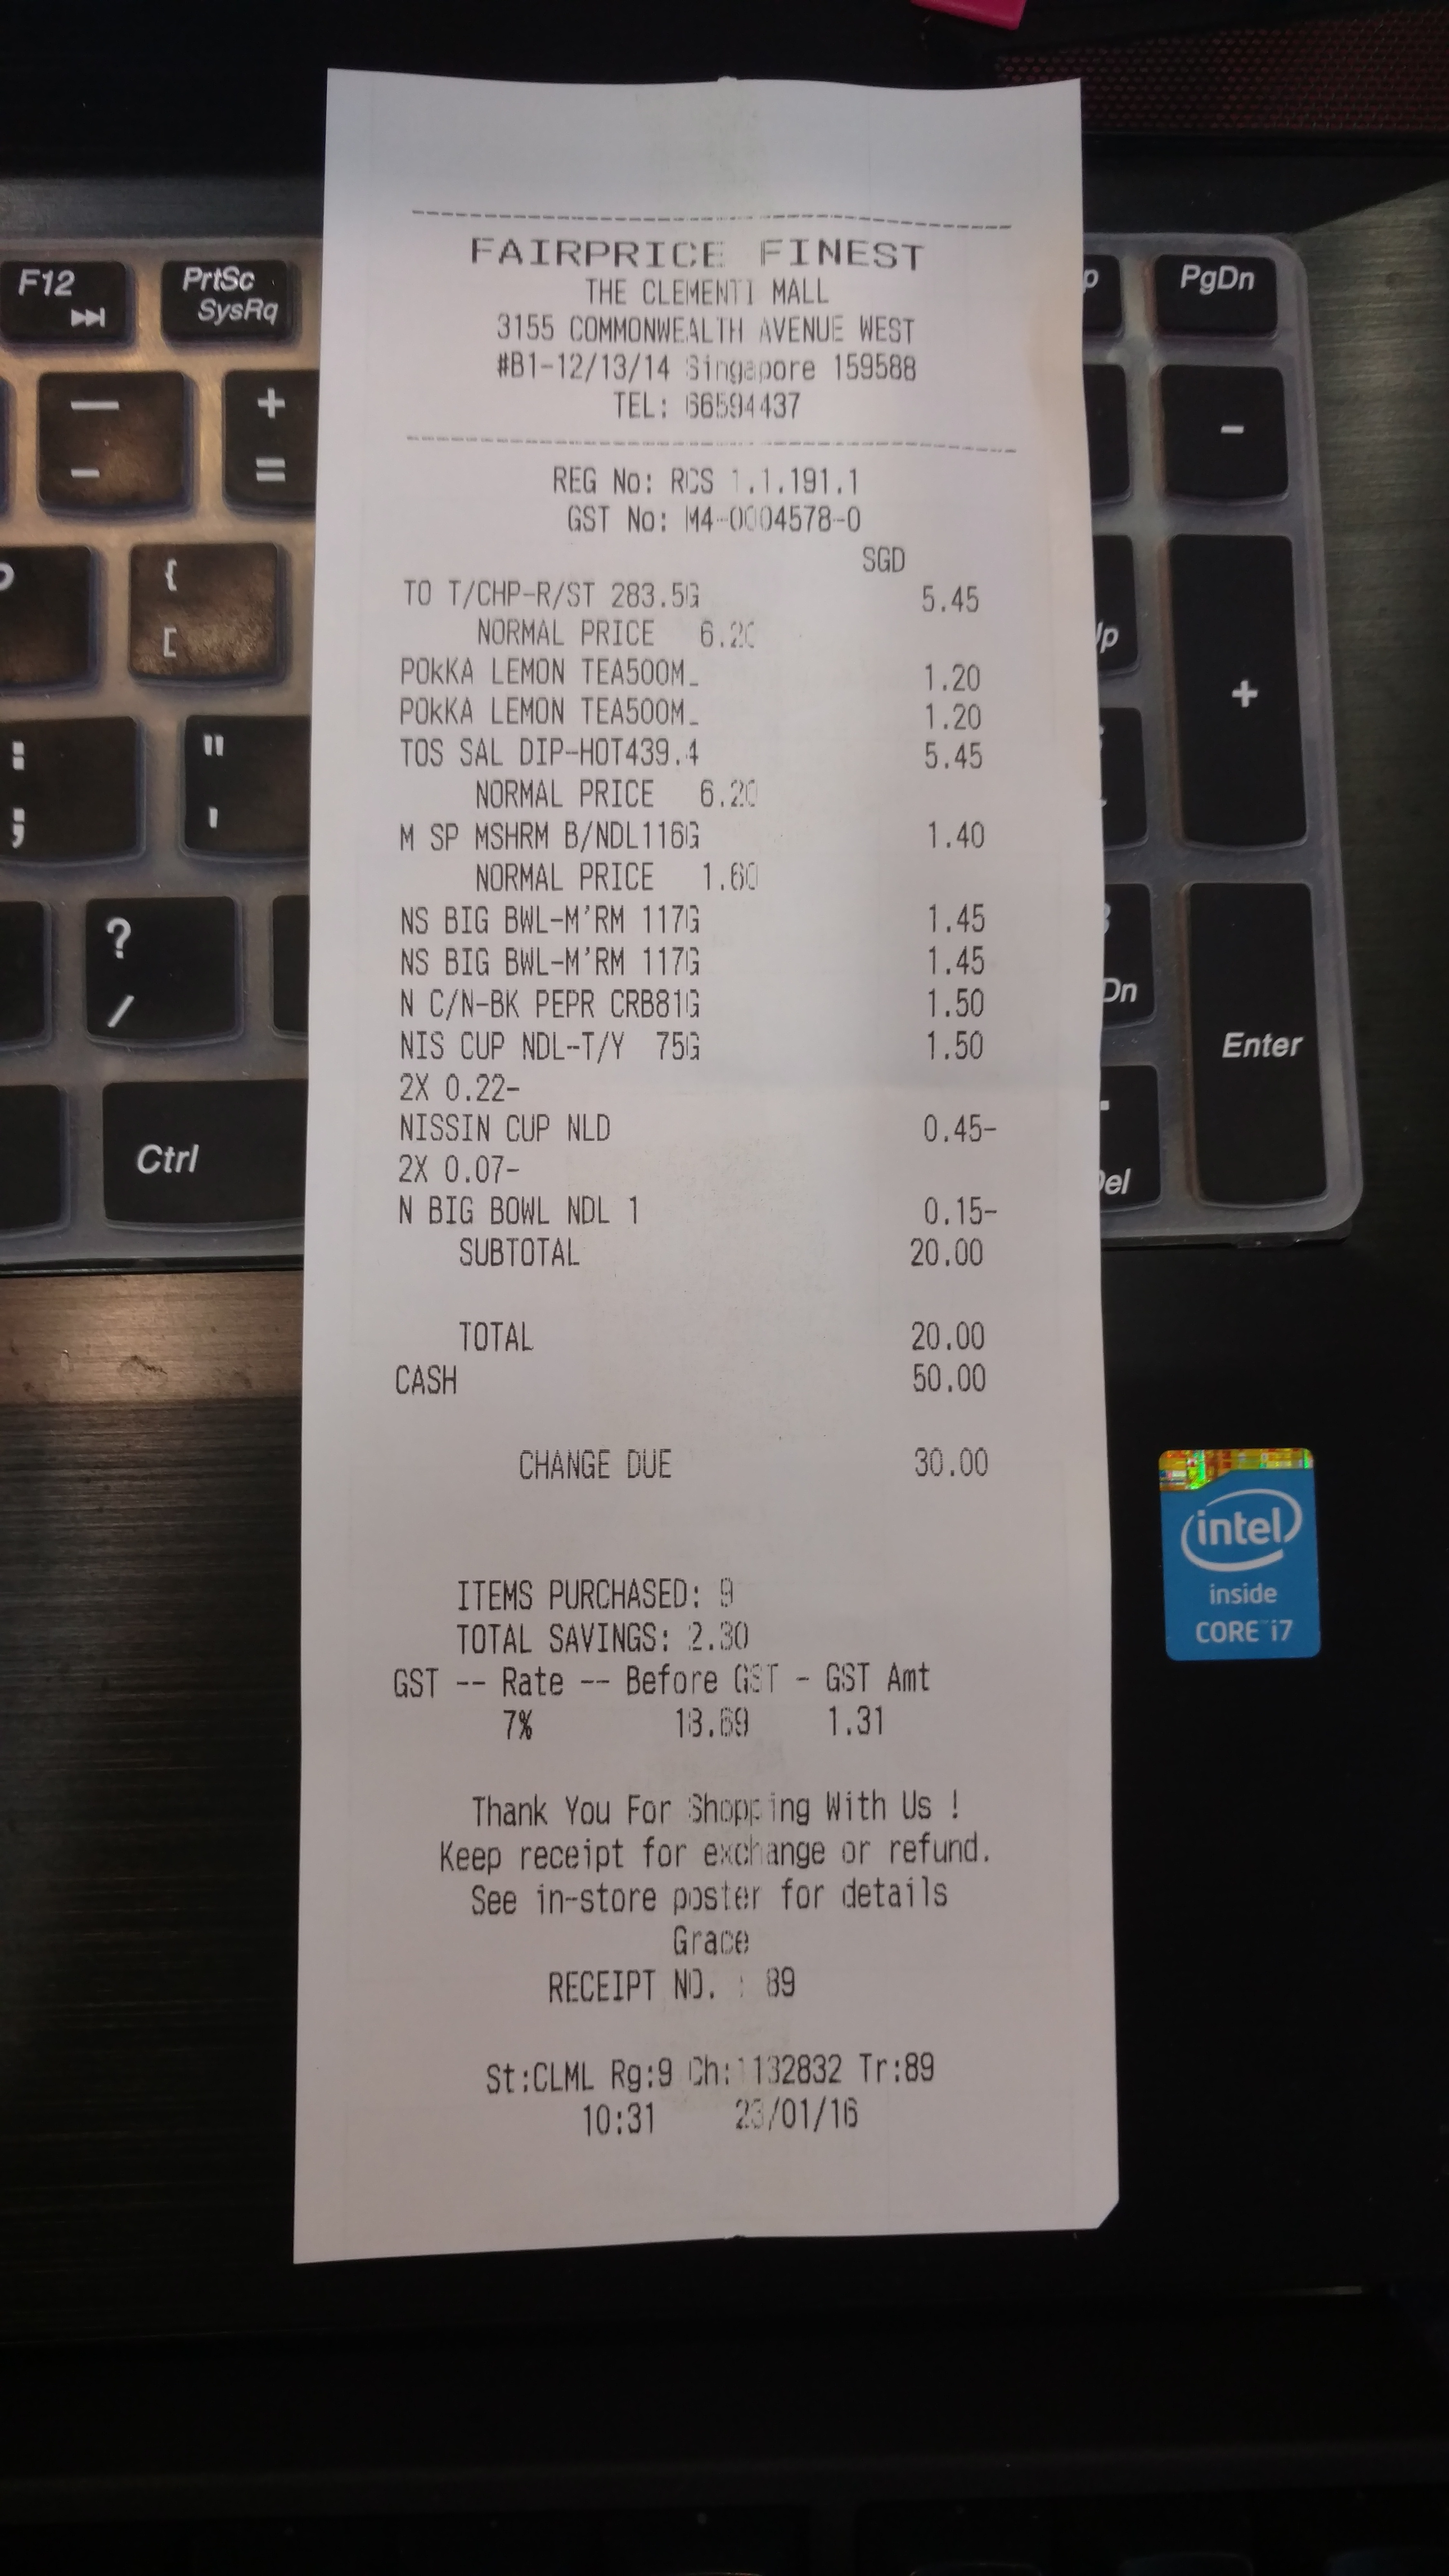 FAIRPRICE FINEST
THE CLEMENTI MALL
3155 COMMONWEALTH AVENUE WEST
#B1-12/13/14 Singapore 159588
TEL: 66594437
REG No: RCS 1.1.191.1
GST No: M4-0004578-0
SGD
TO T/CHP-R/ST 283.5G 5.45
NORMAL PRICE 6.20
POkKA LEMON TEA500ML 1.20
POkKA LEMON TEA500ML 1.20
TOS SAL DIP-HOT439.4 5.45
NORMAL PRICE 6.20
M SP MSHRM B/NDL116G 1.40
NORMAL PRICE 1.60
NS BIG BWL-M'RM 117G 1.45
NS BIG BWL-M'RM 117G 1.45
N C/N-BK PEPR CRB81G 1.50
NIS CUP NDL-T/Y 75G 1.50
2X 0.22-
NISSIN CUP NLD 0.45-
2X 0.07-
N BIG BOWL NDL 1 0.15-
SUBTOTAL 20.00
TOTAL 20.00
CASH 50.00
CHANGE DUE 30.00
ITEMS PURCHASED: 9
TOTAL SAVINGS: 2.30
GST -- Rate -- Before GST - GST Amt
7% 18.69 1.31
Thank You For Shopping With Us !
Keep receipt for exchange or refund.
See in-store poster for details
Grace
RECEIPT NO. : 89
St:CLML Rg:9 Ch:1132832 Tr:89
10:31 23/01/16
F12
PrtSc
SysRq
PgDn
— +
- =
-
{
[
+
: "
; '
?
/
Dn
Enter
Ctrl
Del
intel
inside
CORE i7